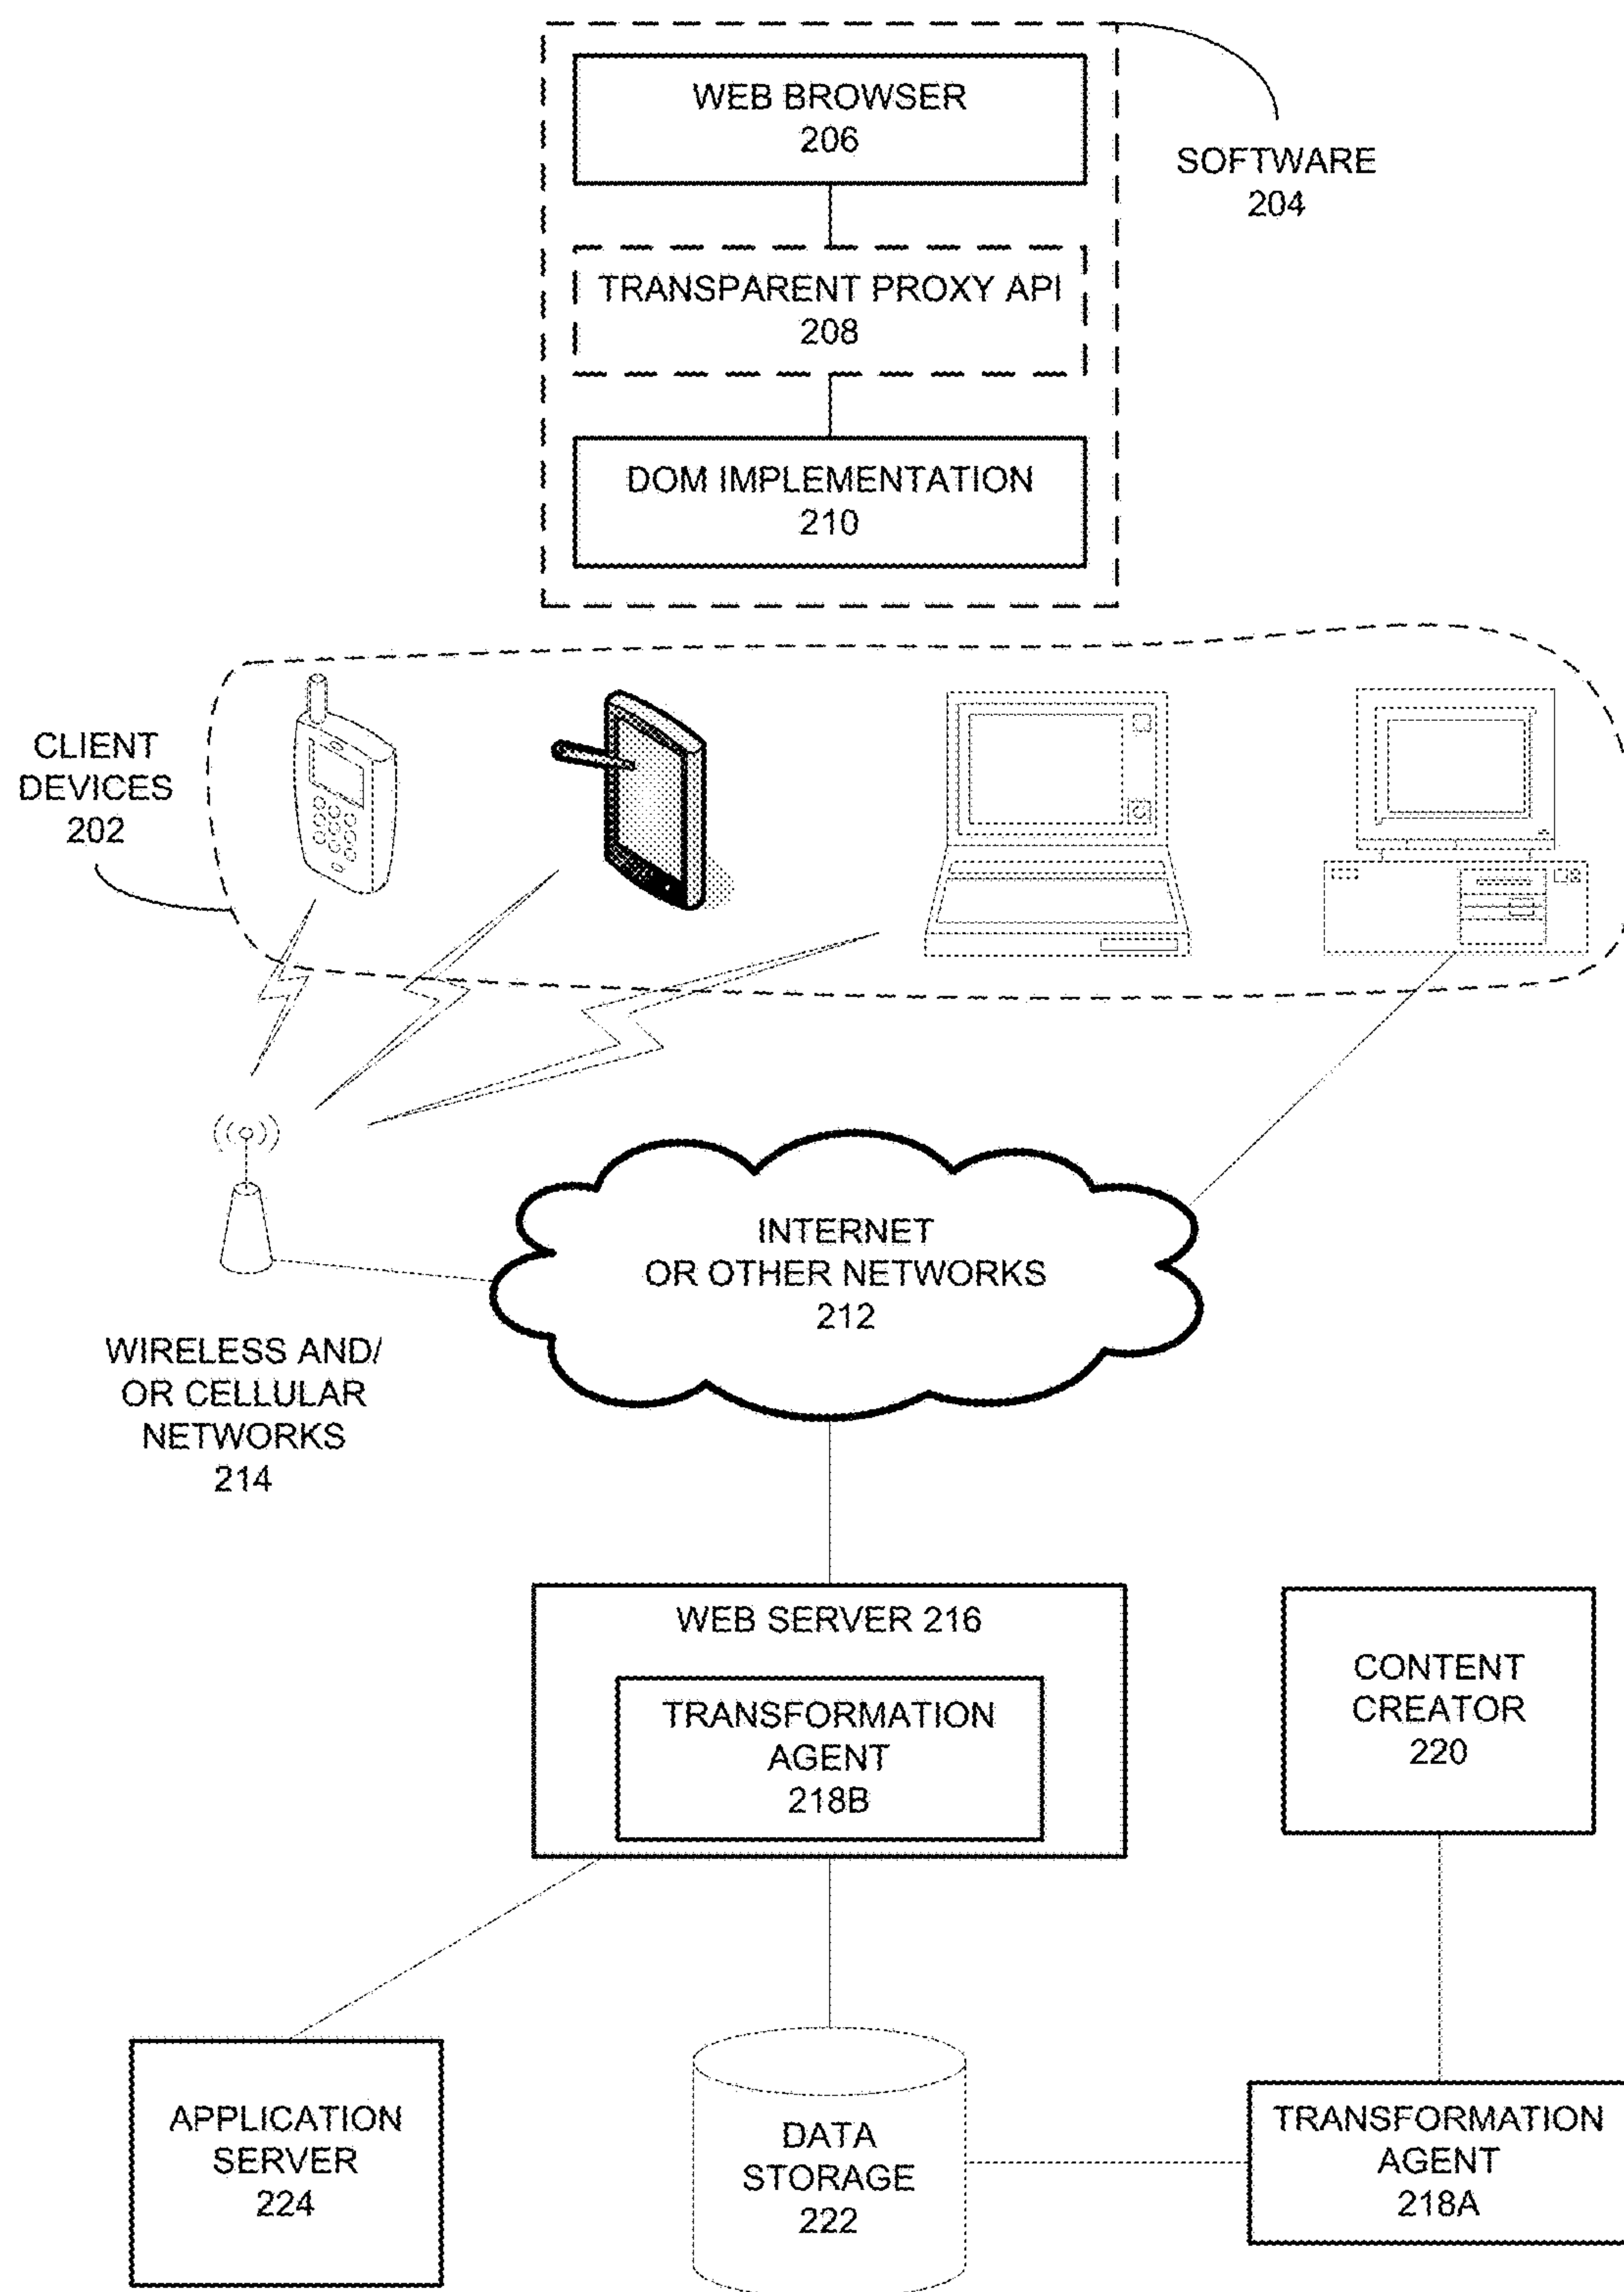 WEB BROWSER
206
SOFTWARE
204
TRANSPARENT PROXY API
208
DOM IMPLEMENTATION
210
CLIENT
DEVICES
202
INTERNET
OR OTHER NETWORKS
212
WIRELESS AND/
OR CELLULAR
NETWORKS
214
WEB SERVER 216
TRANSFORMATION
AGENT
218B
CONTENT
CREATOR
220
APPLICATION
SERVER
224
DATA
STORAGE
222
TRANSFORMATION
AGENT
218A